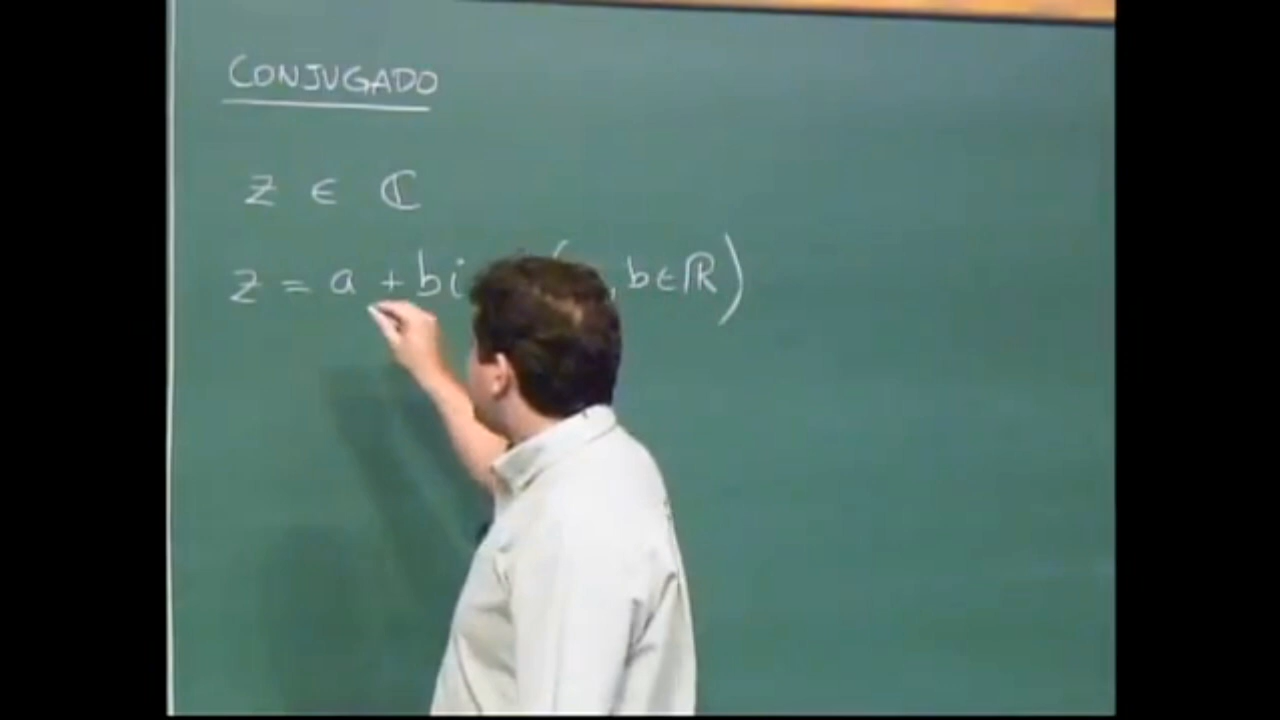 CONJUGADO
z ∈ ℂ
z = a + bi ( , b ∈ ℝ)